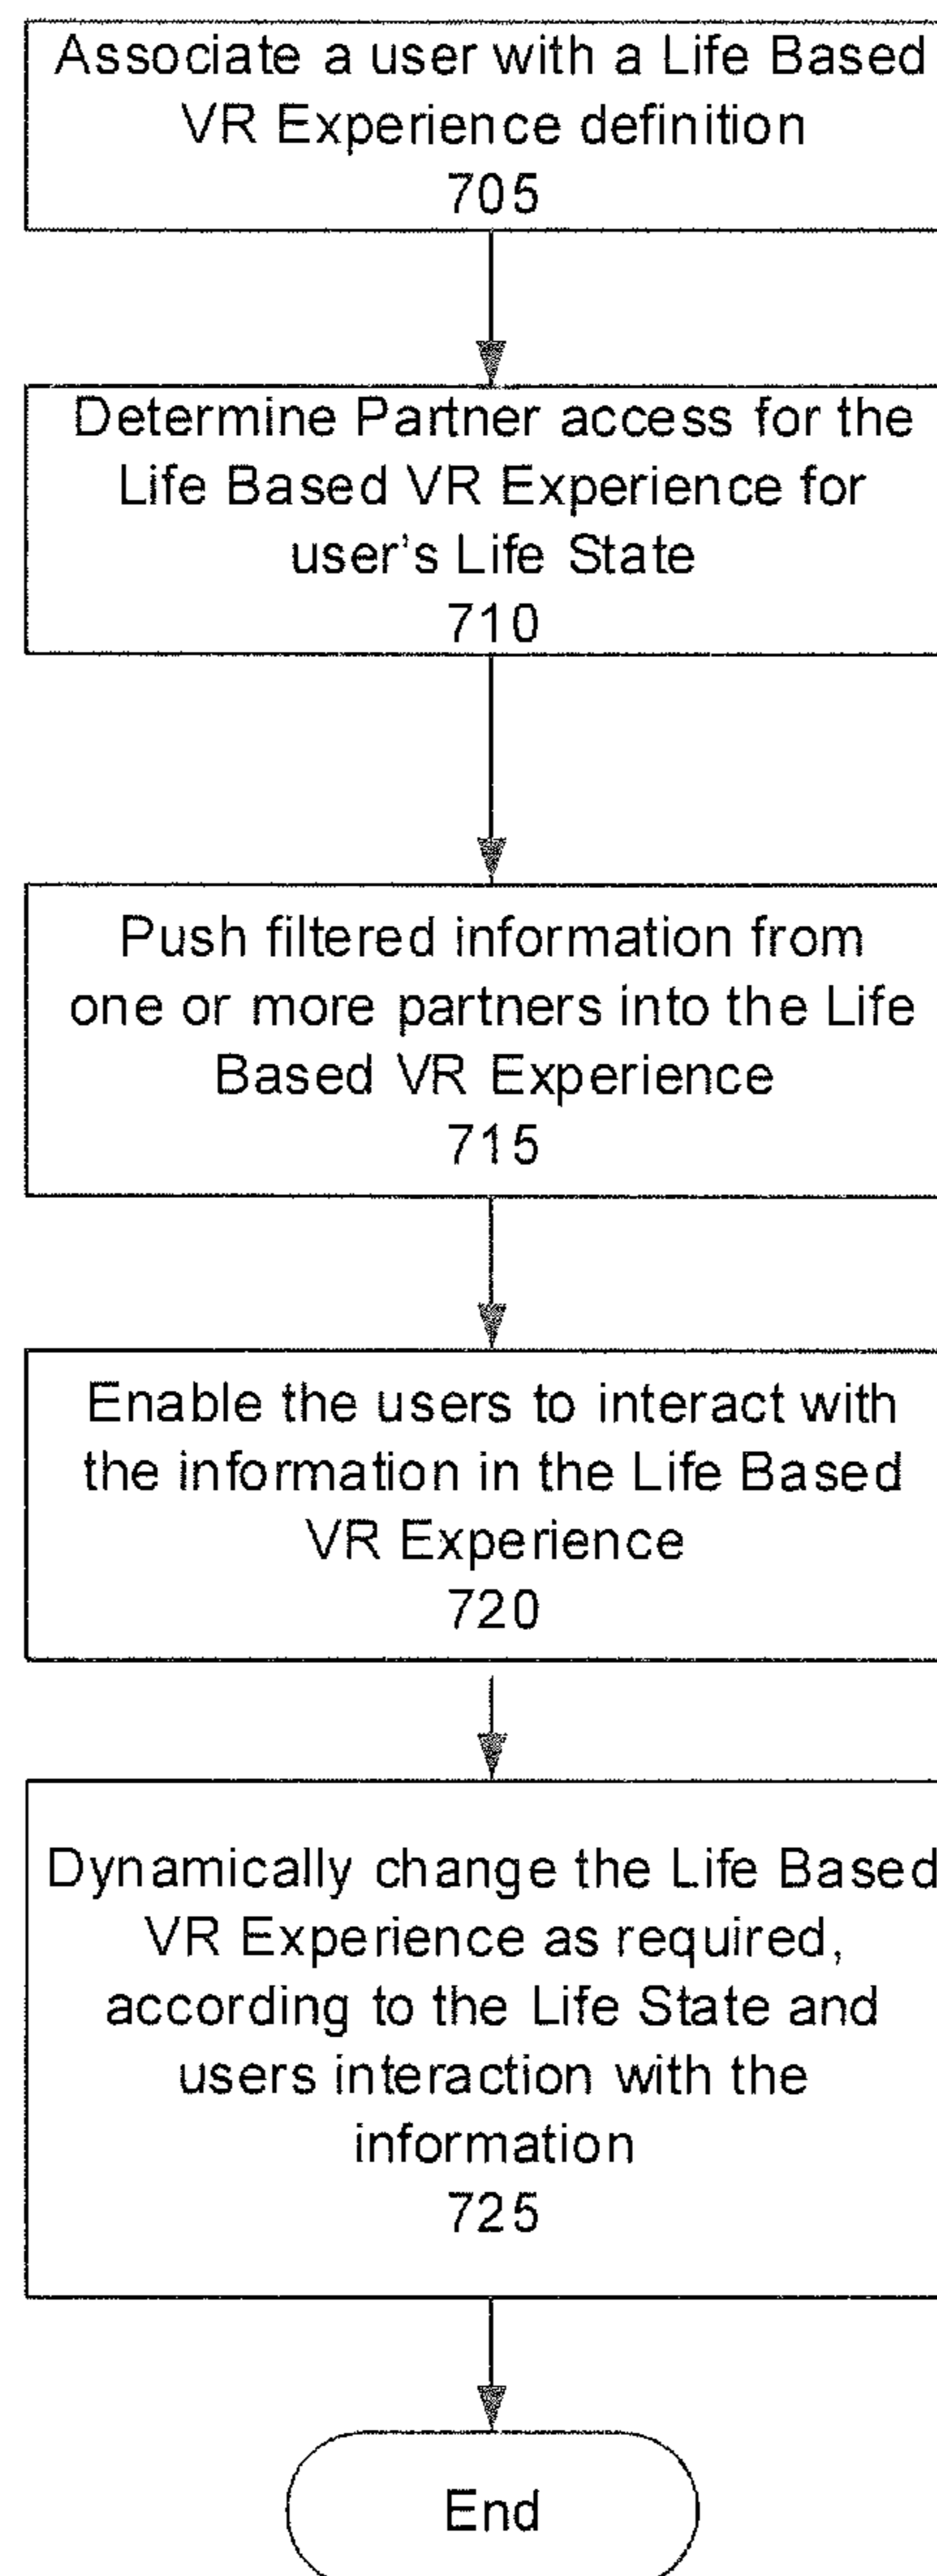 Associate a user with a Life Based
VR Experience definition
705
Determine Partner access for the
Life Based VR Experience for
user's Life State
710
Push filtered information from
one or more partners into the Life
Based VR Experience
715
Enable the users to interact with
the information in the Life Based
VR Experience
720
Dynamically change the Life Based
VR Experience as required,
according to the Life State and
users interaction with the
information
725
End